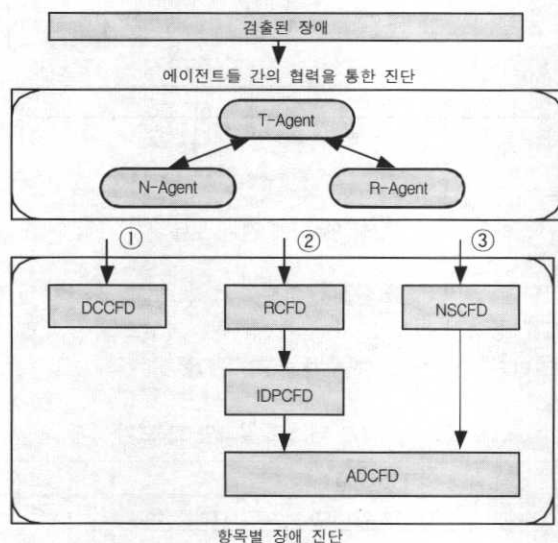 검출된 장애
에이전트들 간의 협력을 통한 진단
T-Agent
N-Agent
R-Agent
①
②
③
DCCFD
RCFD
NSCFD
IDPCFD
ADCFD
항목별 장애 진단